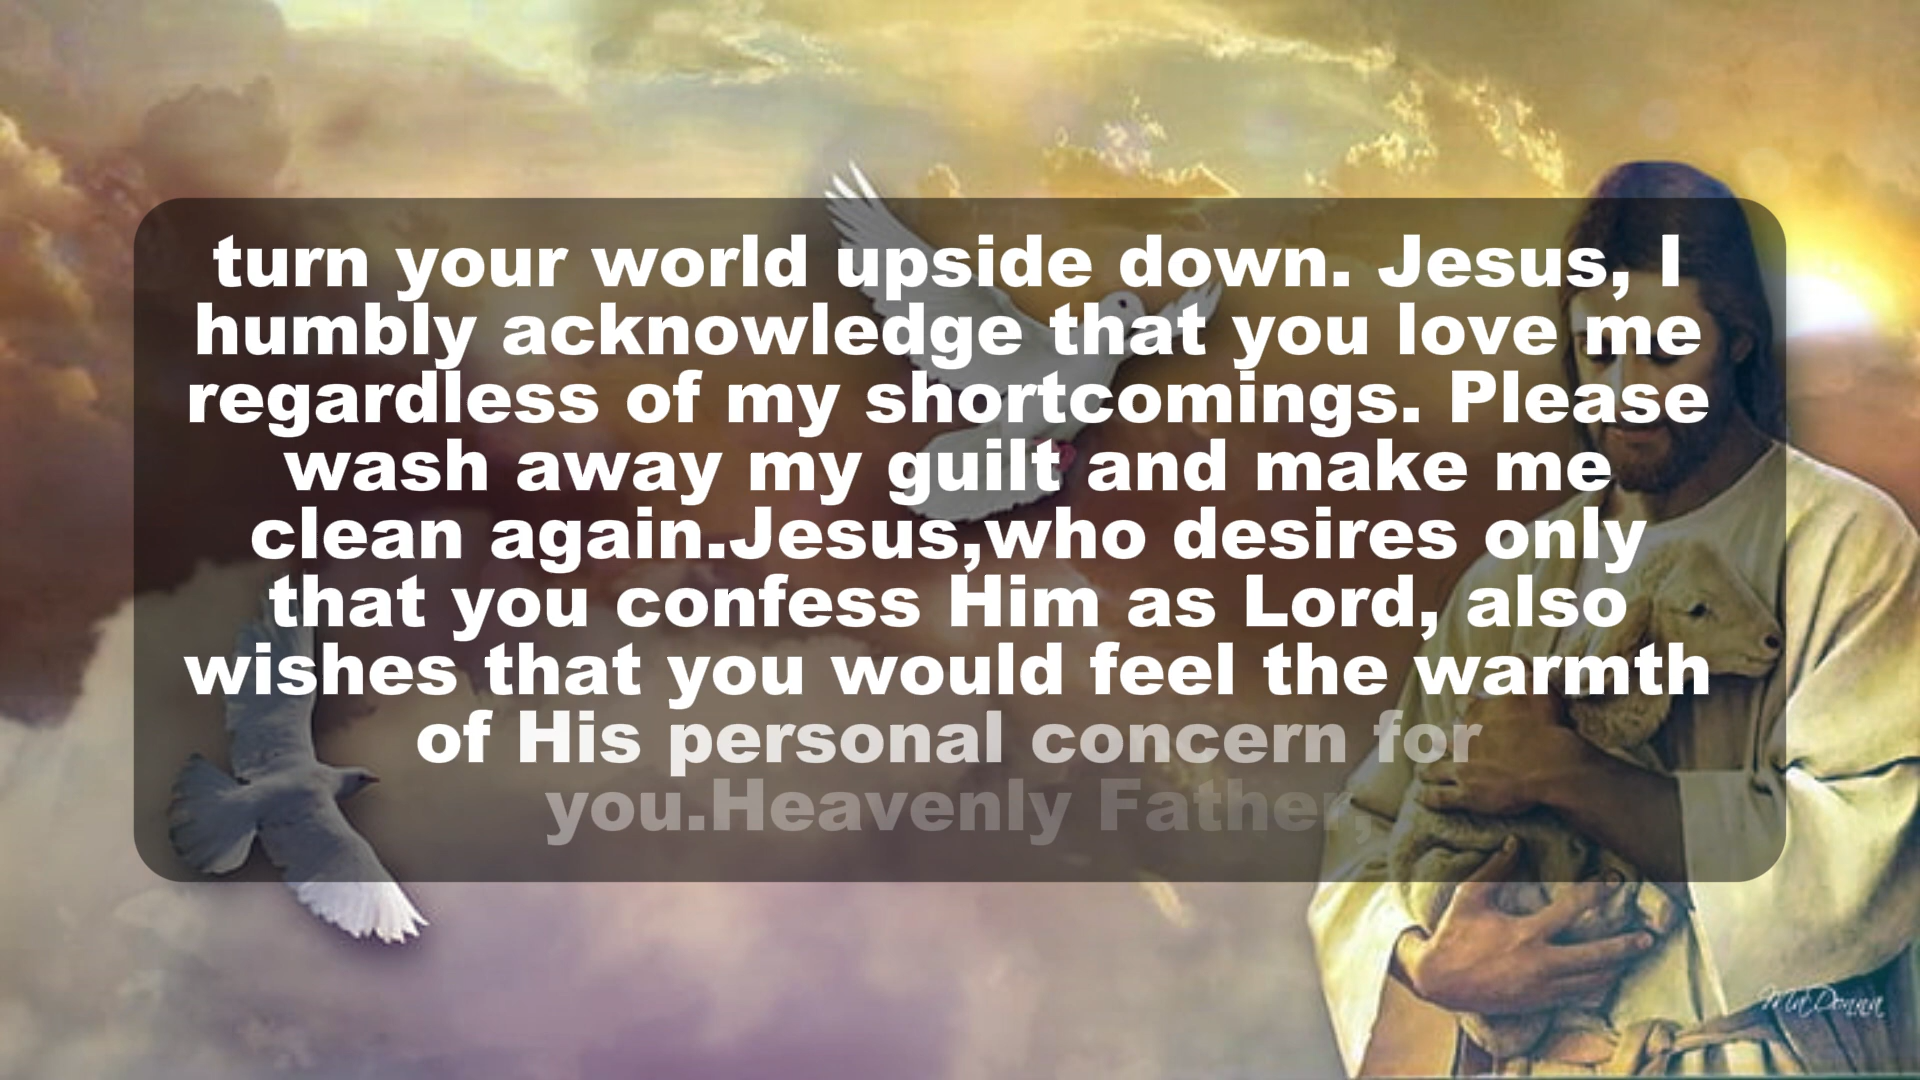 turn your world upside down. Jesus, I
humbly acknowledge that you love me
regardless of my shortcomings. Please
wash away my guilt and make me
clean again.Jesus,who desires only
that you confess Him as Lord, also
wishes that you would feel the warmth
of His personal concern for
you.Heavenly Father,
MaDonna